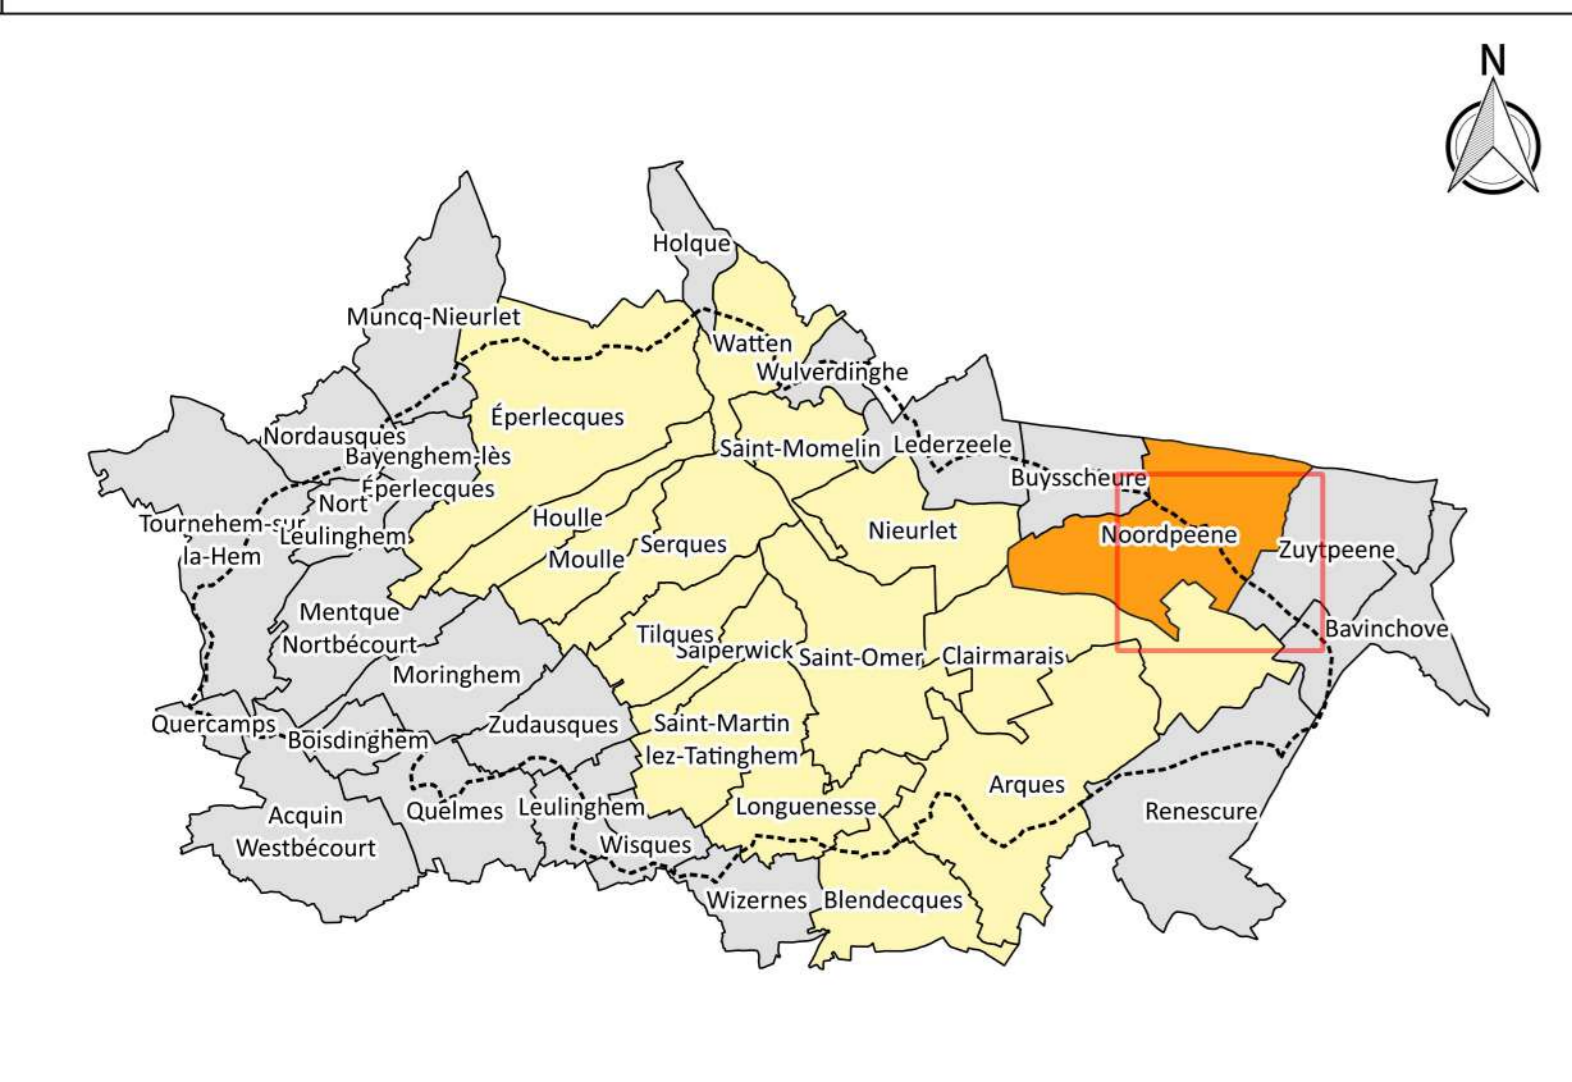 N
Holque
Muncq-Nieurlet
Watten
Wulverdinghe
Éperlecques
Nordausques
Saint-Momelin
Lederzeele
Bayenghem-lès
Éperlecques
Buysscheure
Nort
Leulinghem
Houlle
Tournehem-sur
la-Hem
Nieurlet
Noordpeene
Serques
Moulle
Zuytpeene
Mentque
Nortbécourt
Tilques
Salperwick
Saint-Omer
Clairmarais
Bavinchove
Moringhem
Quercamps
Boisdinghem
Zudausques
Saint-Martin
lez-Tatinghem
Arques
Acquin
Westbécourt
Quelmes
Leulinghem
Longuenesse
Renescure
Wisques
Wizernes
Blendecques